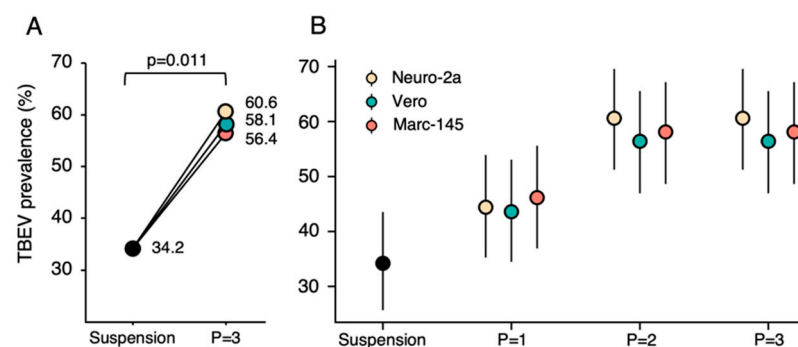 A
TBEV prevalence (%)
70
60
50
40
30
p=0.011
60.6
58.1
56.4
34.2
Suspension
P=3
B
70
60
50
40
30
Neuro-2a
Vero
Marc-145
Suspension
P=1
P=2
P=3